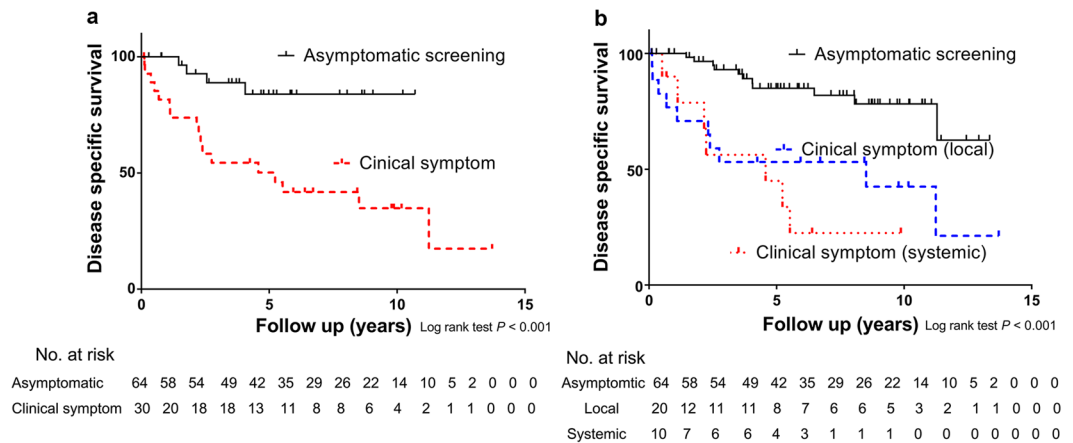 a
Disease specific survival
100
50
0
Asymptomatic screening
Cinical symptom
0 5 10 15
Follow up (years) Log rank test P < 0.001
No. at risk
Asymptomatic 64 58 54 49 42 35 29 26 22 14 10 5 2 0 0 0
Clinical symptom 30 20 18 18 13 11 8 8 6 4 2 1 1 0 0 0
b
Disease specific survival
100
50
0
Asymptomatic screening
Cinical symptom (local)
Clinical symptom (systemic)
0 5 10 15
Follow up (years) Log rank test P < 0.001
No. at risk
Asymptomtic 64 58 54 49 42 35 29 26 22 14 10 5 2 0 0 0
Local 20 12 11 11 8 7 6 6 5 3 2 1 1 0 0 0
Systemic 10 7 6 6 4 3 1 1 1 0 0 0 0 0 0 0